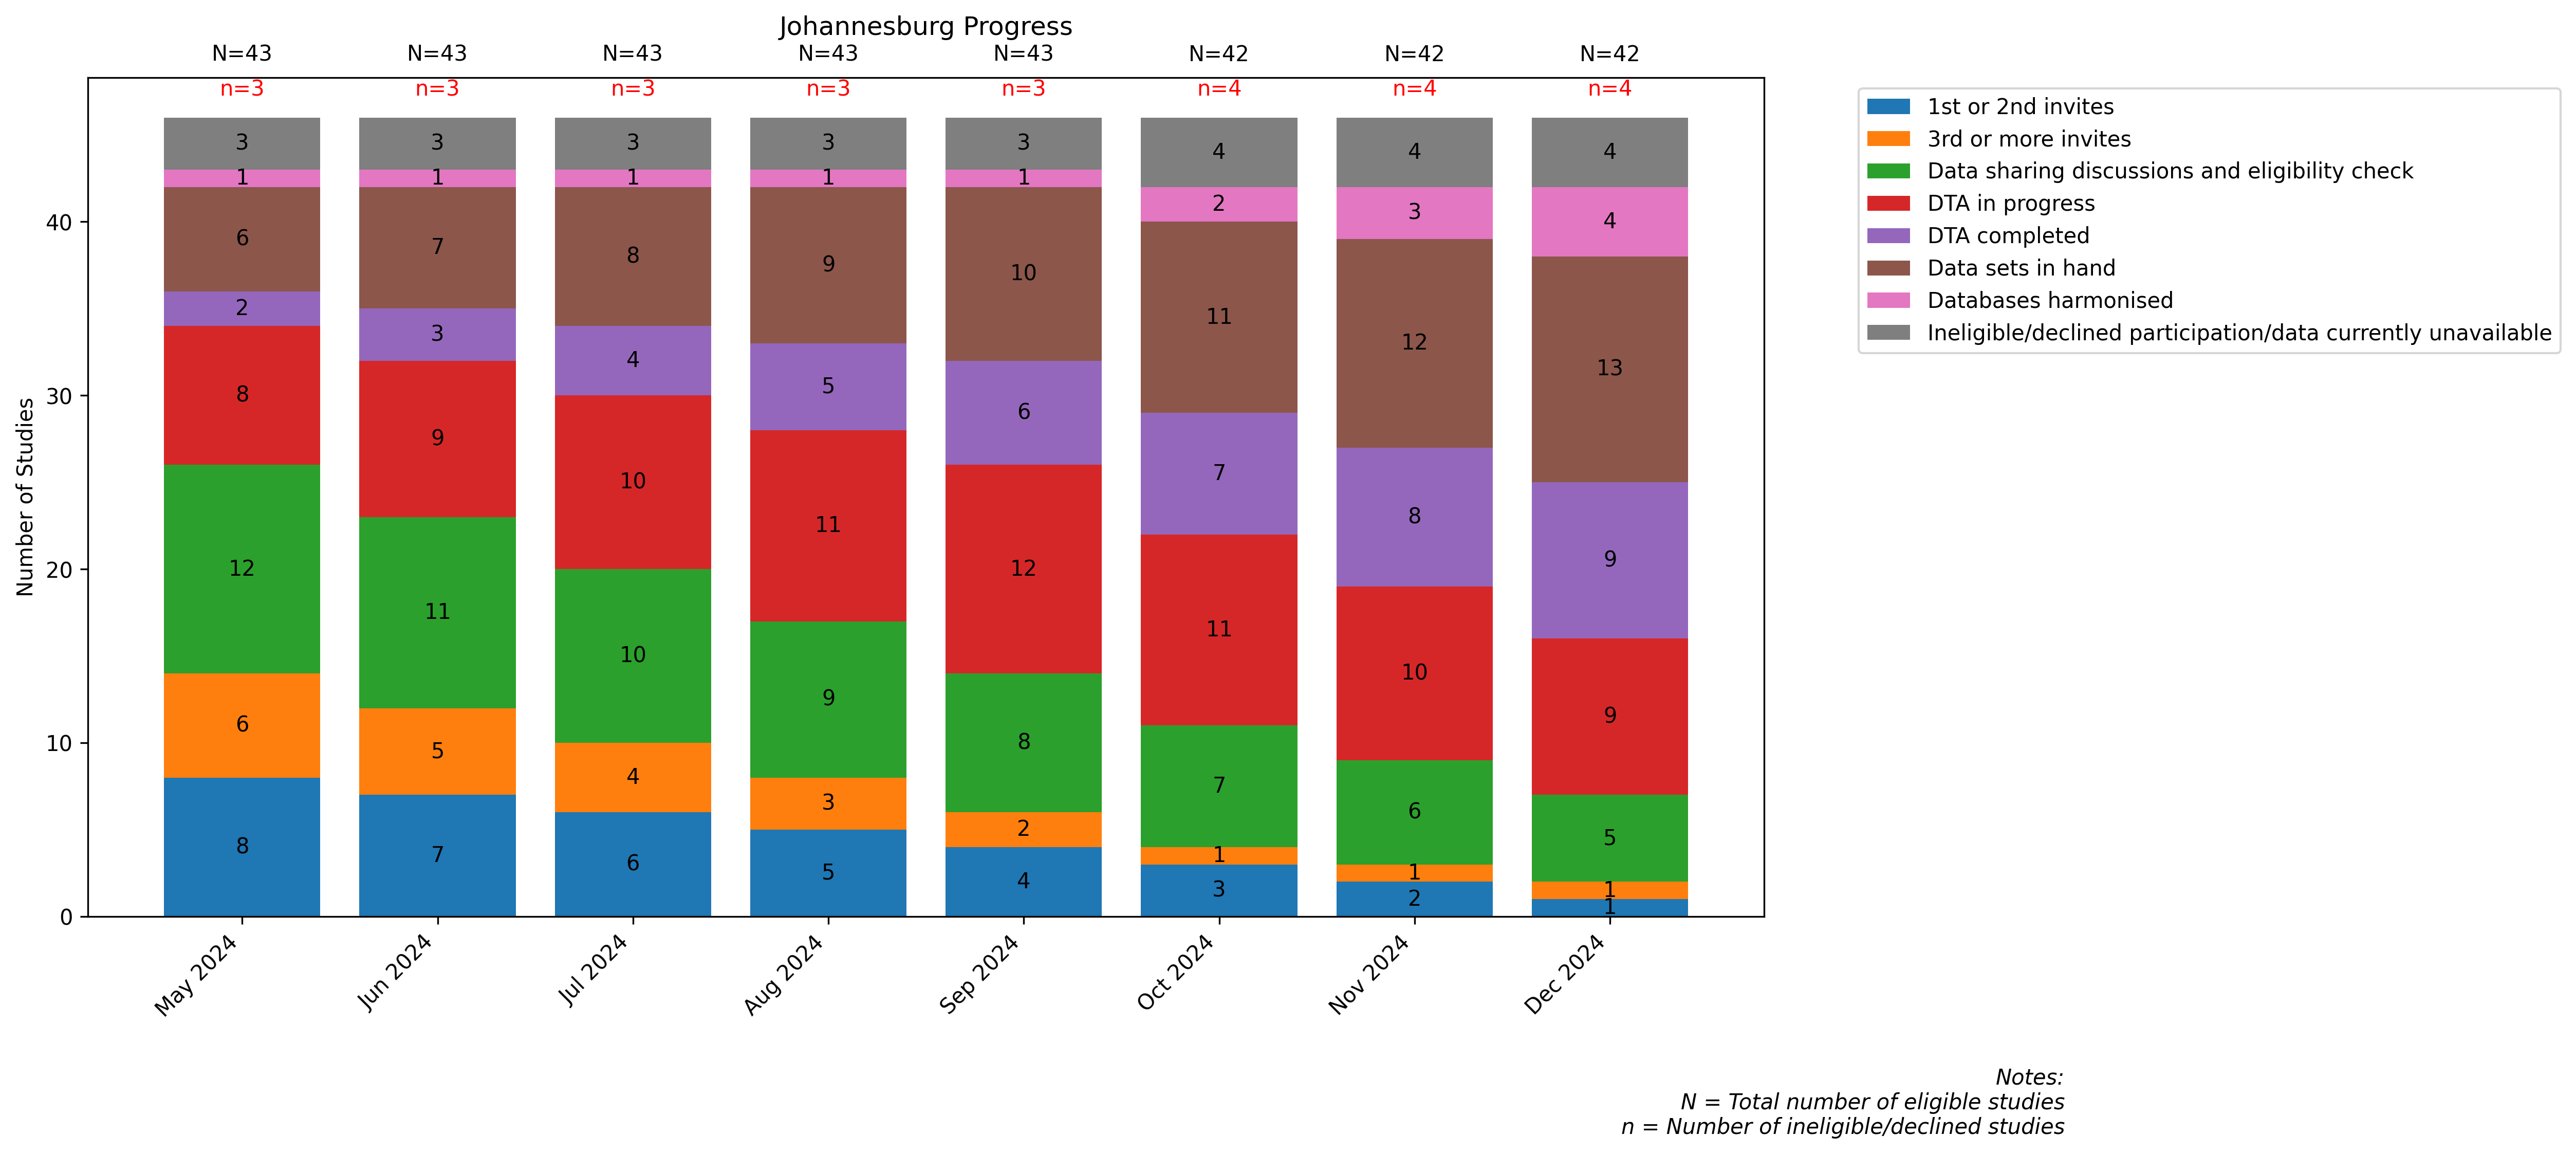 Johannesburg Progress
N=43 N=43 N=43 N=43 N=43 N=42 N=42 N=42
n=3 n=3 n=3 n=3 n=3 n=4 n=4 n=4
Number of Studies
40
30
20
10
0
3 3 3 3 3 4 4 4
1 1 1 1 1 2 3 4
6 7 8 9 10 11 12 13
2 3 4 5 6 7 8 9
8 9 10 11 12 11 10 9
12 11 10 9 8 7 6 5
6 5 4 3 2 1 1 1
8 7 6 5 4 3 2 1
May 2024 Jun 2024 Jul 2024 Aug 2024 Sep 2024 Oct 2024 Nov 2024 Dec 2024
1st or 2nd invites
3rd or more invites
Data sharing discussions and eligibility check
DTA in progress
DTA completed
Data sets in hand
Databases harmonised
Ineligible/declined participation/data currently unavailable
Notes:
N = Total number of eligible studies
n = Number of ineligible/declined studies